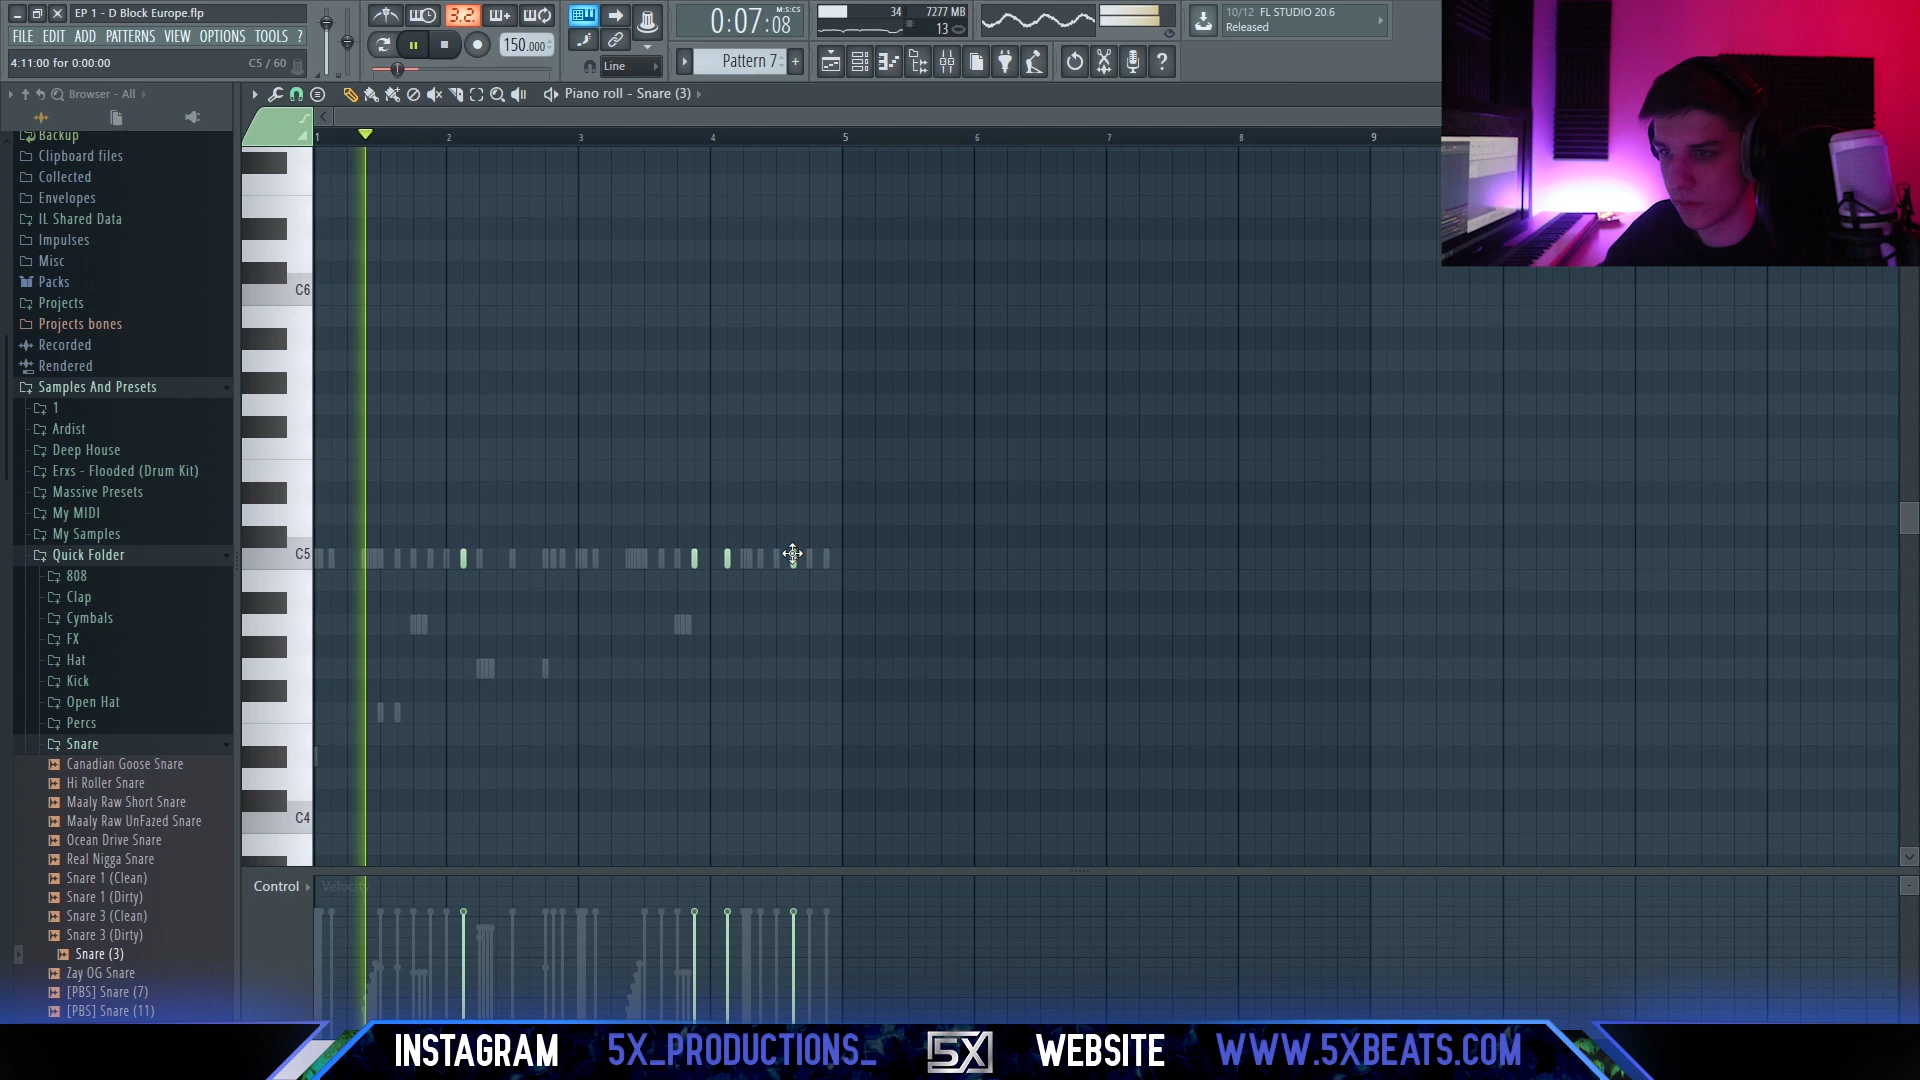 EP 1 - D Block Europe.flp
FILE EDIT ADD PATTERNS VIEW OPTIONS TOOLS ?
4:11:00 for 0:00:00
C5 / 60
3.2.
150.000
Line
0:07:08
M:S:CS
Pattern 7
34
7277 MB
13
10/12 FL STUDIO 20.6
Released
Browser - All
Piano roll - Snare (3)
1 2 3 4 5 6 7 8 9
Backup
Clipboard files
Collected
Envelopes
IL Shared Data
Impulses
Misc
Packs
Projects
Projects bones
Recorded
Rendered
Samples And Presets
1
Ardist
Deep House
Erxs - Flooded (Drum Kit)
Massive Presets
My MIDI
My Samples
Quick Folder
808
Clap
Cymbals
FX
Hat
Kick
Open Hat
Percs
Snare
Canadian Goose Snare
Hi Roller Snare
Maaly Raw Short Snare
Maaly Raw UnFazed Snare
Ocean Drive Snare
Real Nigga Snare
Snare 1 (Clean)
Snare 1 (Dirty)
Snare 3 (Clean)
Snare 3 (Dirty)
Snare (3)
Zay OG Snare
[PBS] Snare (7)
[PBS] Snare (11)
C6
C5
C4
Control
Velocity
INSTAGRAM 5X_PRODUCTIONS_ 5X WEBSITE WWW.5XBEATS.COM